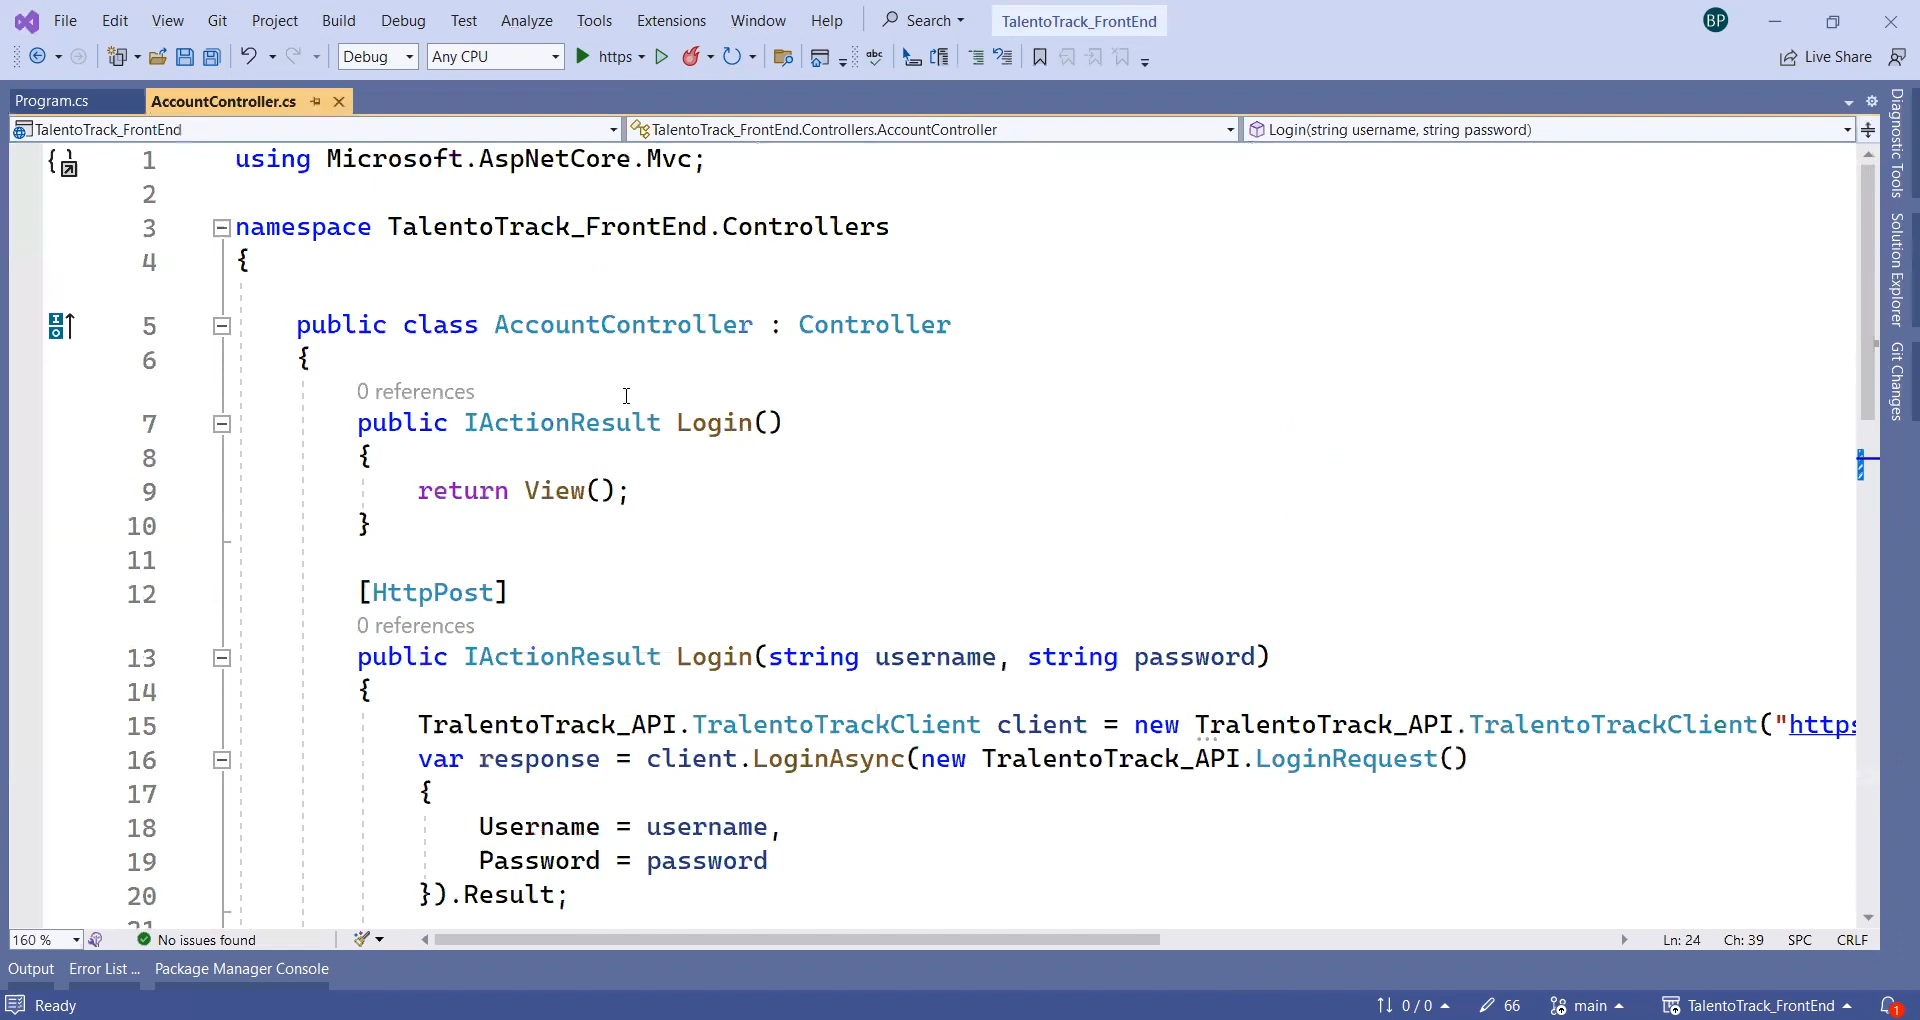 File Edit View Git Project Build Debug Test Analyze Tools Extensions Window Help Search TalentoTrack_FrontEnd BP
Debug Any CPU https abc Live Share
Program.cs AccountController.cs
TalentoTrack_FrontEnd TalentoTrack_FrontEnd.Controllers.AccountController Login(string username, string password)
1 using Microsoft.AspNetCore.Mvc;
2
3 namespace TalentoTrack_FrontEnd.Controllers
4 {
5 public class AccountController : Controller
6 {
0 references
7 public IActionResult Login()
8 {
9 return View();
10 }
11
12 [HttpPost]
0 references
13 public IActionResult Login(string username, string password)
14 {
15 TralentoTrack_API.TralentoTrackClient client = new TralentoTrack_API.TralentoTrackClient("https
16 var response = client.LoginAsync(new TralentoTrack_API.LoginRequest()
17 {
18 Username = username,
19 Password = password
20 }).Result;
21
Diagnostic Tools
Solution Explorer
Git Changes
160 % No issues found Ln: 24 Ch: 39 SPC CRLF
Output Error List ... Package Manager Console
Ready 0 / 0 66 main TalentoTrack_FrontEnd 1